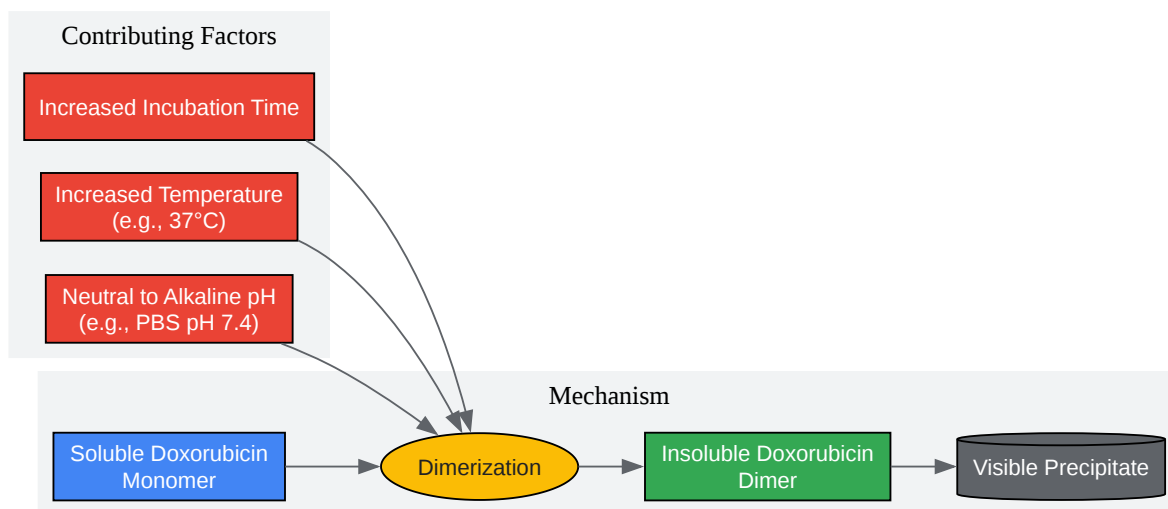 Contributing Factors
Increased Incubation Time
Increased Temperature
(e.g., 37°C)
Neutral to Alkaline pH
(e.g., PBS pH 7.4)
Mechanism
Soluble Doxorubicin
Monomer
Dimerization
Insoluble Doxorubicin
Dimer
Visible Precipitate